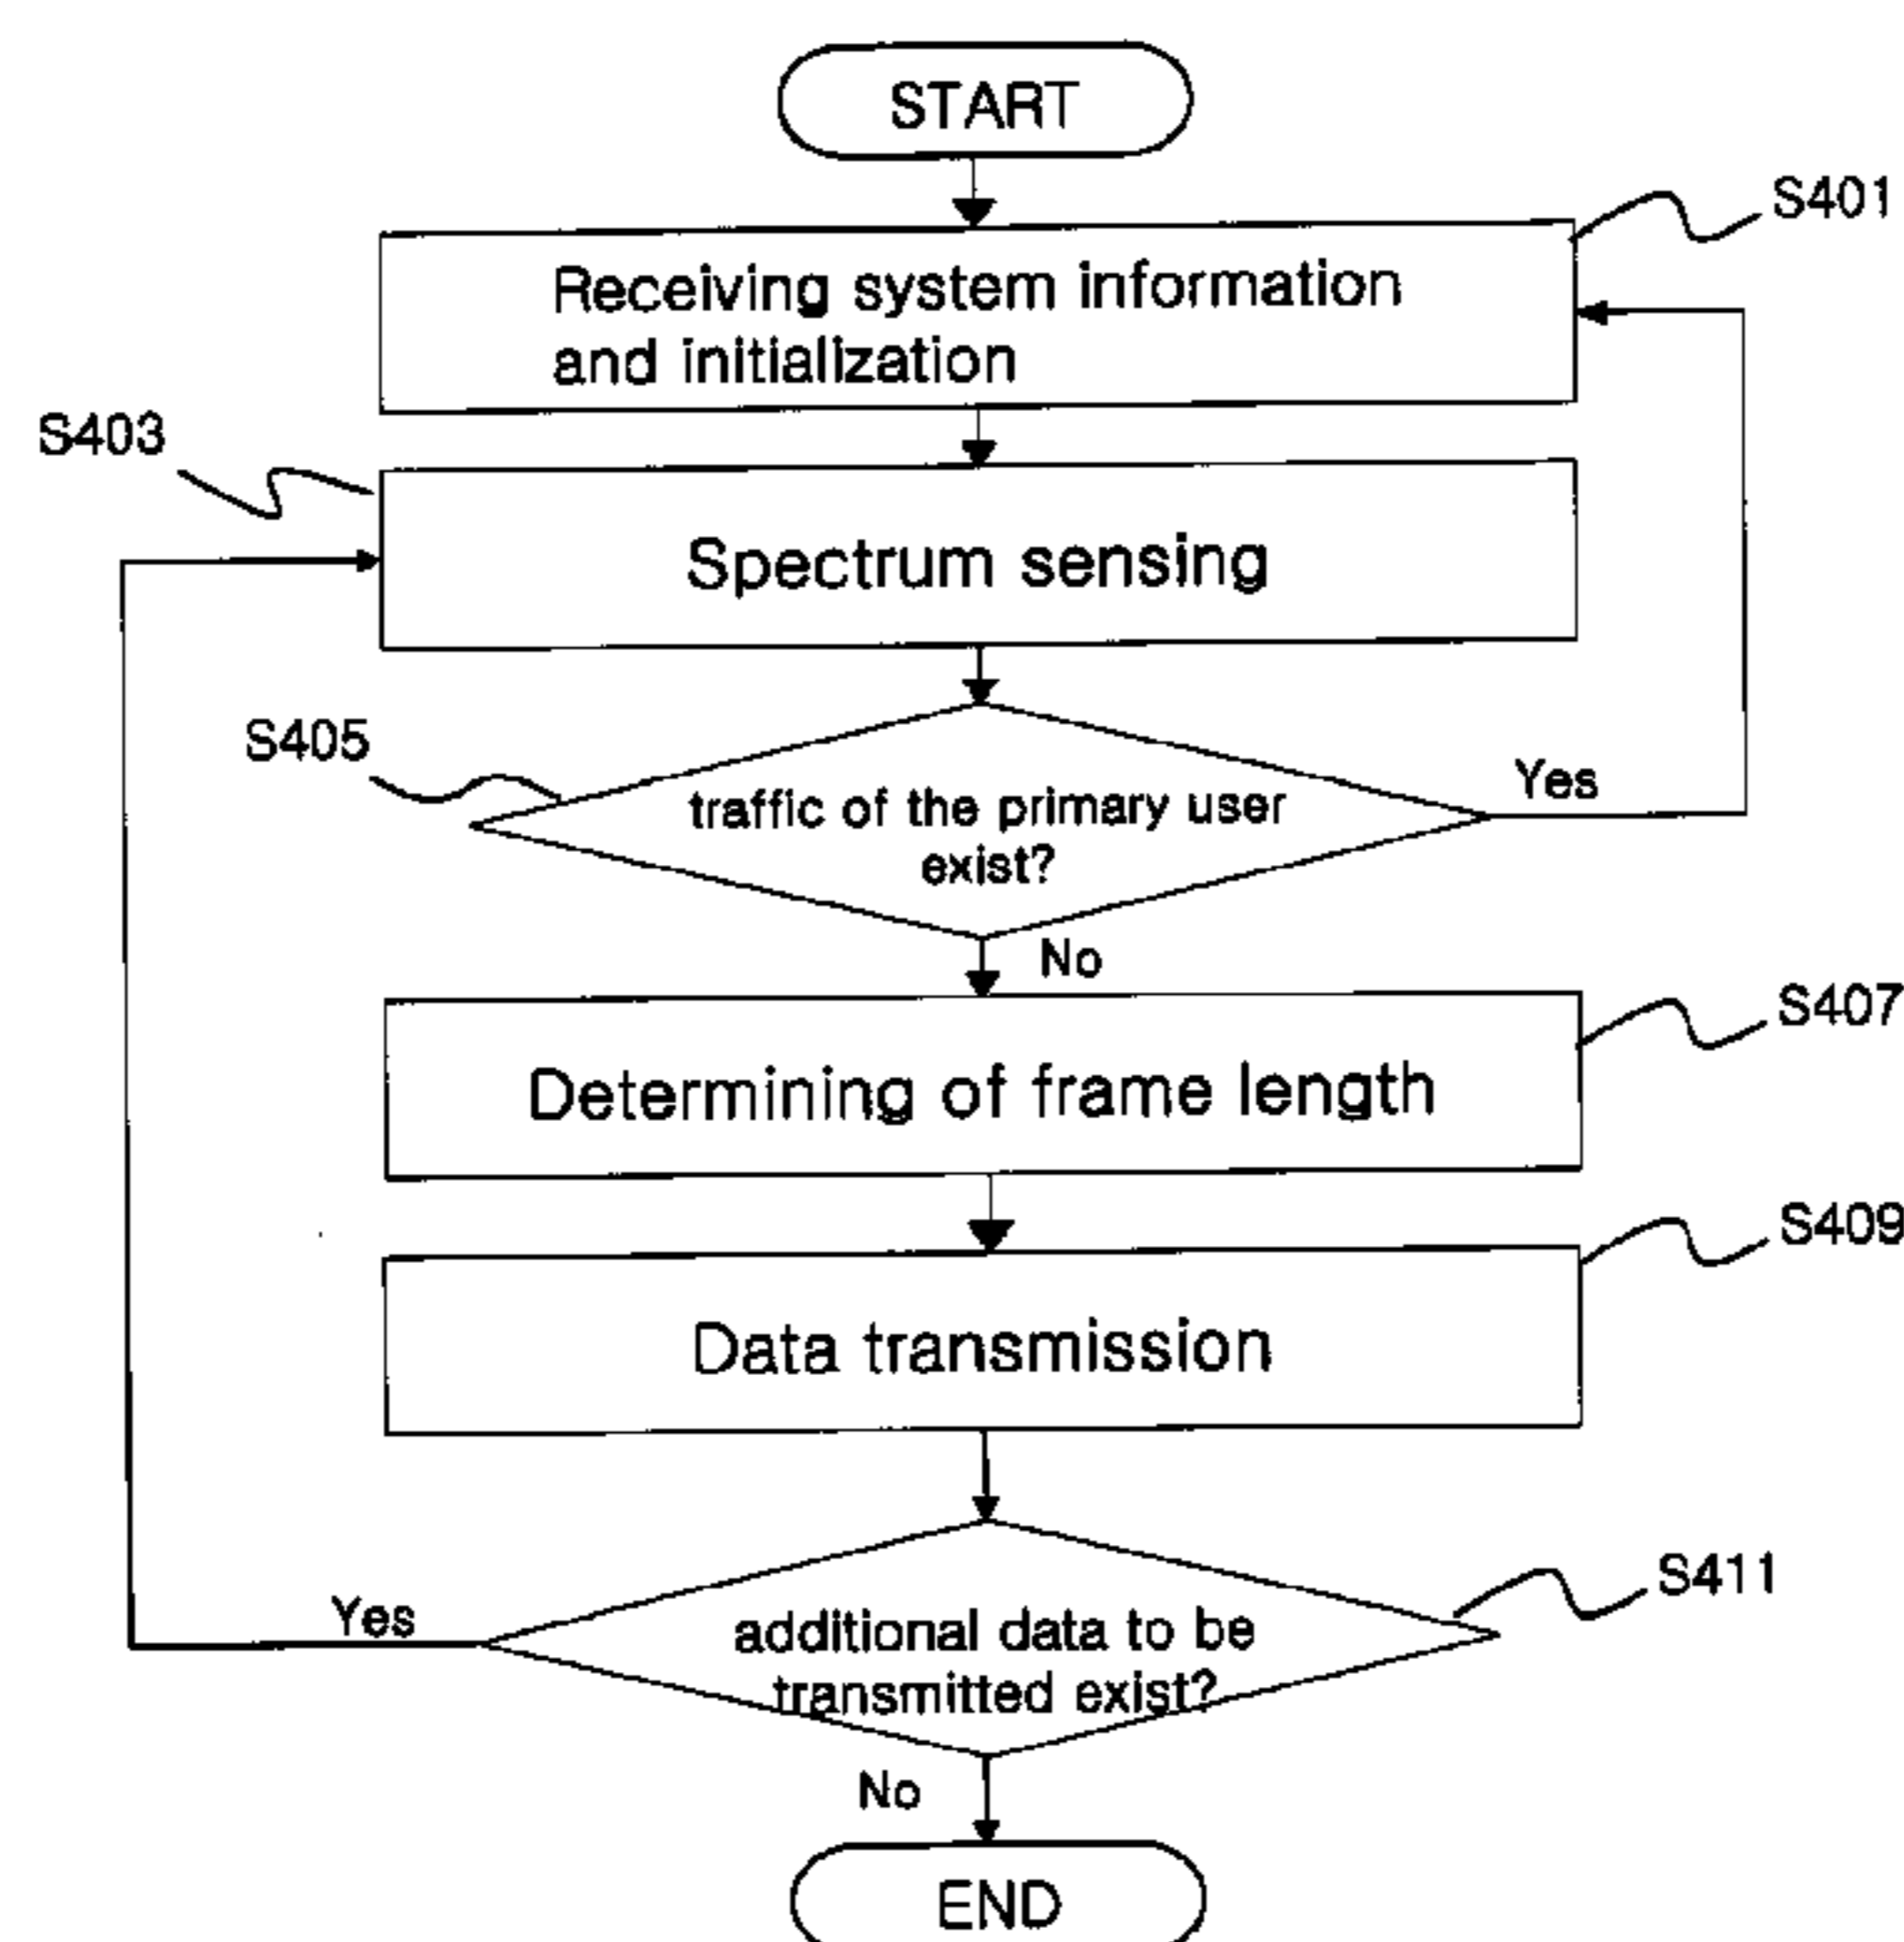 START
S401
Receiving system information
and initialization
S403
Spectrum sensing
S405
traffic of the primary user
exist?
Yes
No
S407
Determining of frame length
S409
Data transmission
S411
additional data to be
transmitted exist?
Yes
No
END